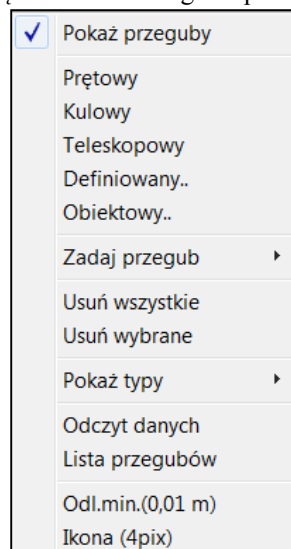 Pokaż przeguby
Prętowy
Kulowy
Teleskopowy
Definiowany..
Obiektowy..
Zadaj przegub
Usuń wszystkie
Usuń wybrane
Pokaż typy
Odczyt danych
Lista przegubów
Odl.min.(0,01 m)
Ikona (4pix)